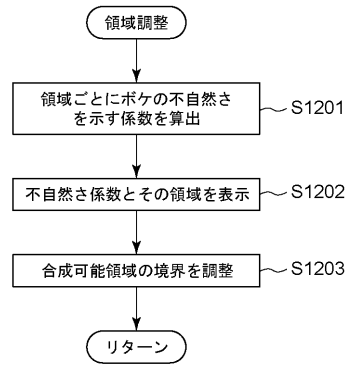 領域調整
領域ごとにボケの不自然さ
を示す係数を算出
S1201
不自然さ係数とその領域を表示
S1202
合成可能領域の境界を調整
S1203
リターン